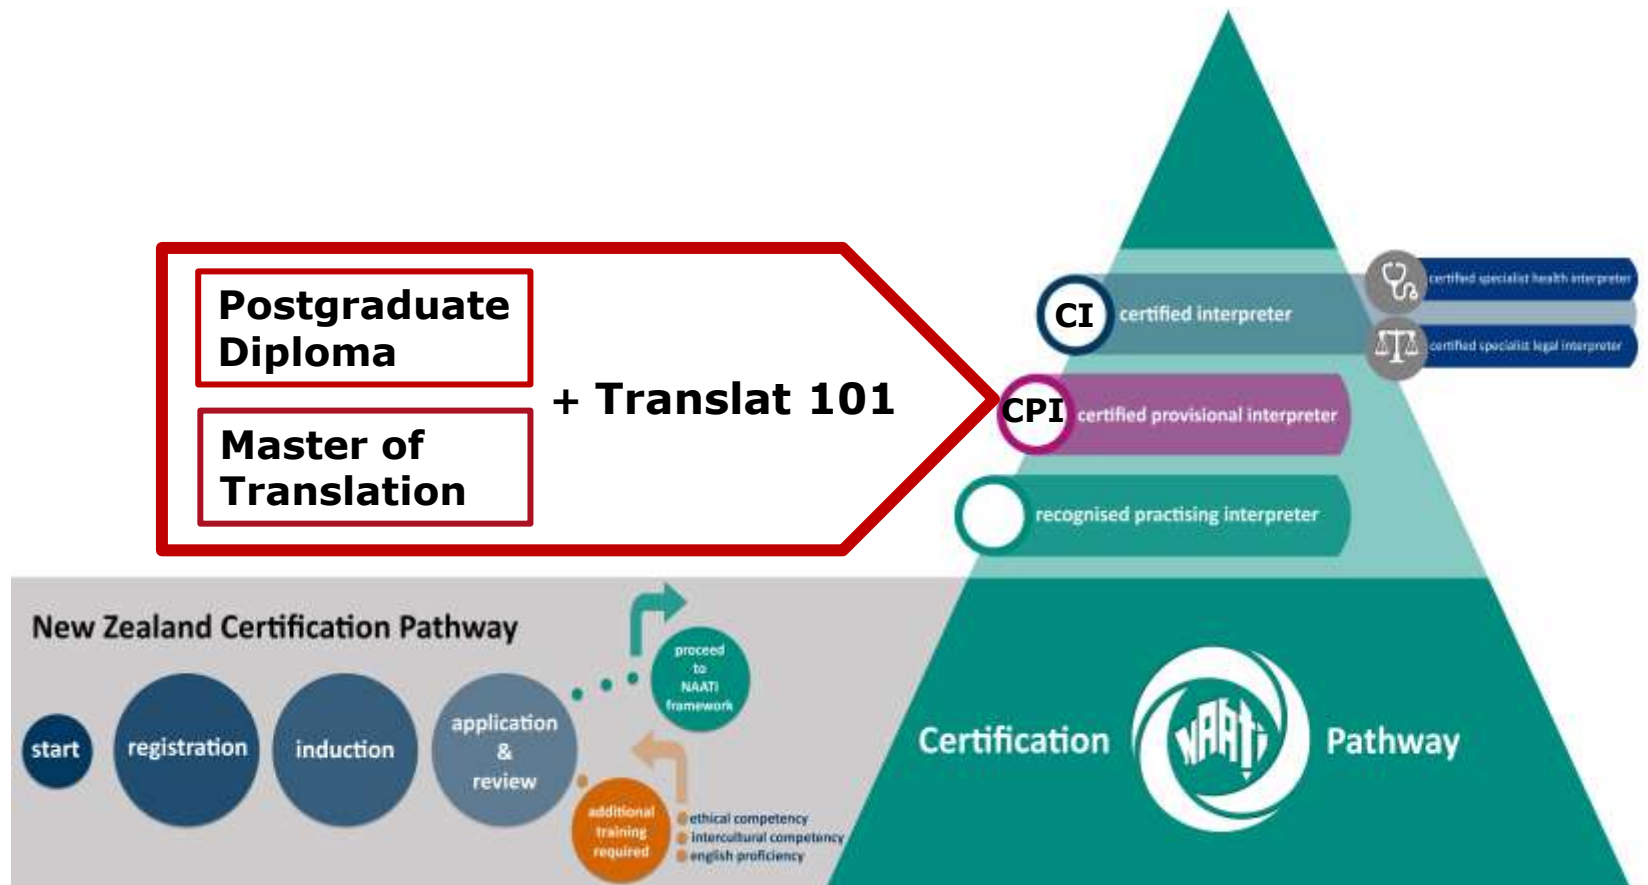 Postgraduate
Diploma
Master of
Translation
+ Translat 101
CI
certified interpreter
certified specialist health interpreter
certified specialist legal interpreter
CPI
certified provisional interpreter
recognised practising interpreter
New Zealand Certification Pathway
start
registration
induction
application
&
review
proceed
to
NAATI
framework
additional
training
required
ethical competency
intercultural competency
english proficiency
Certification
NAATI
Pathway